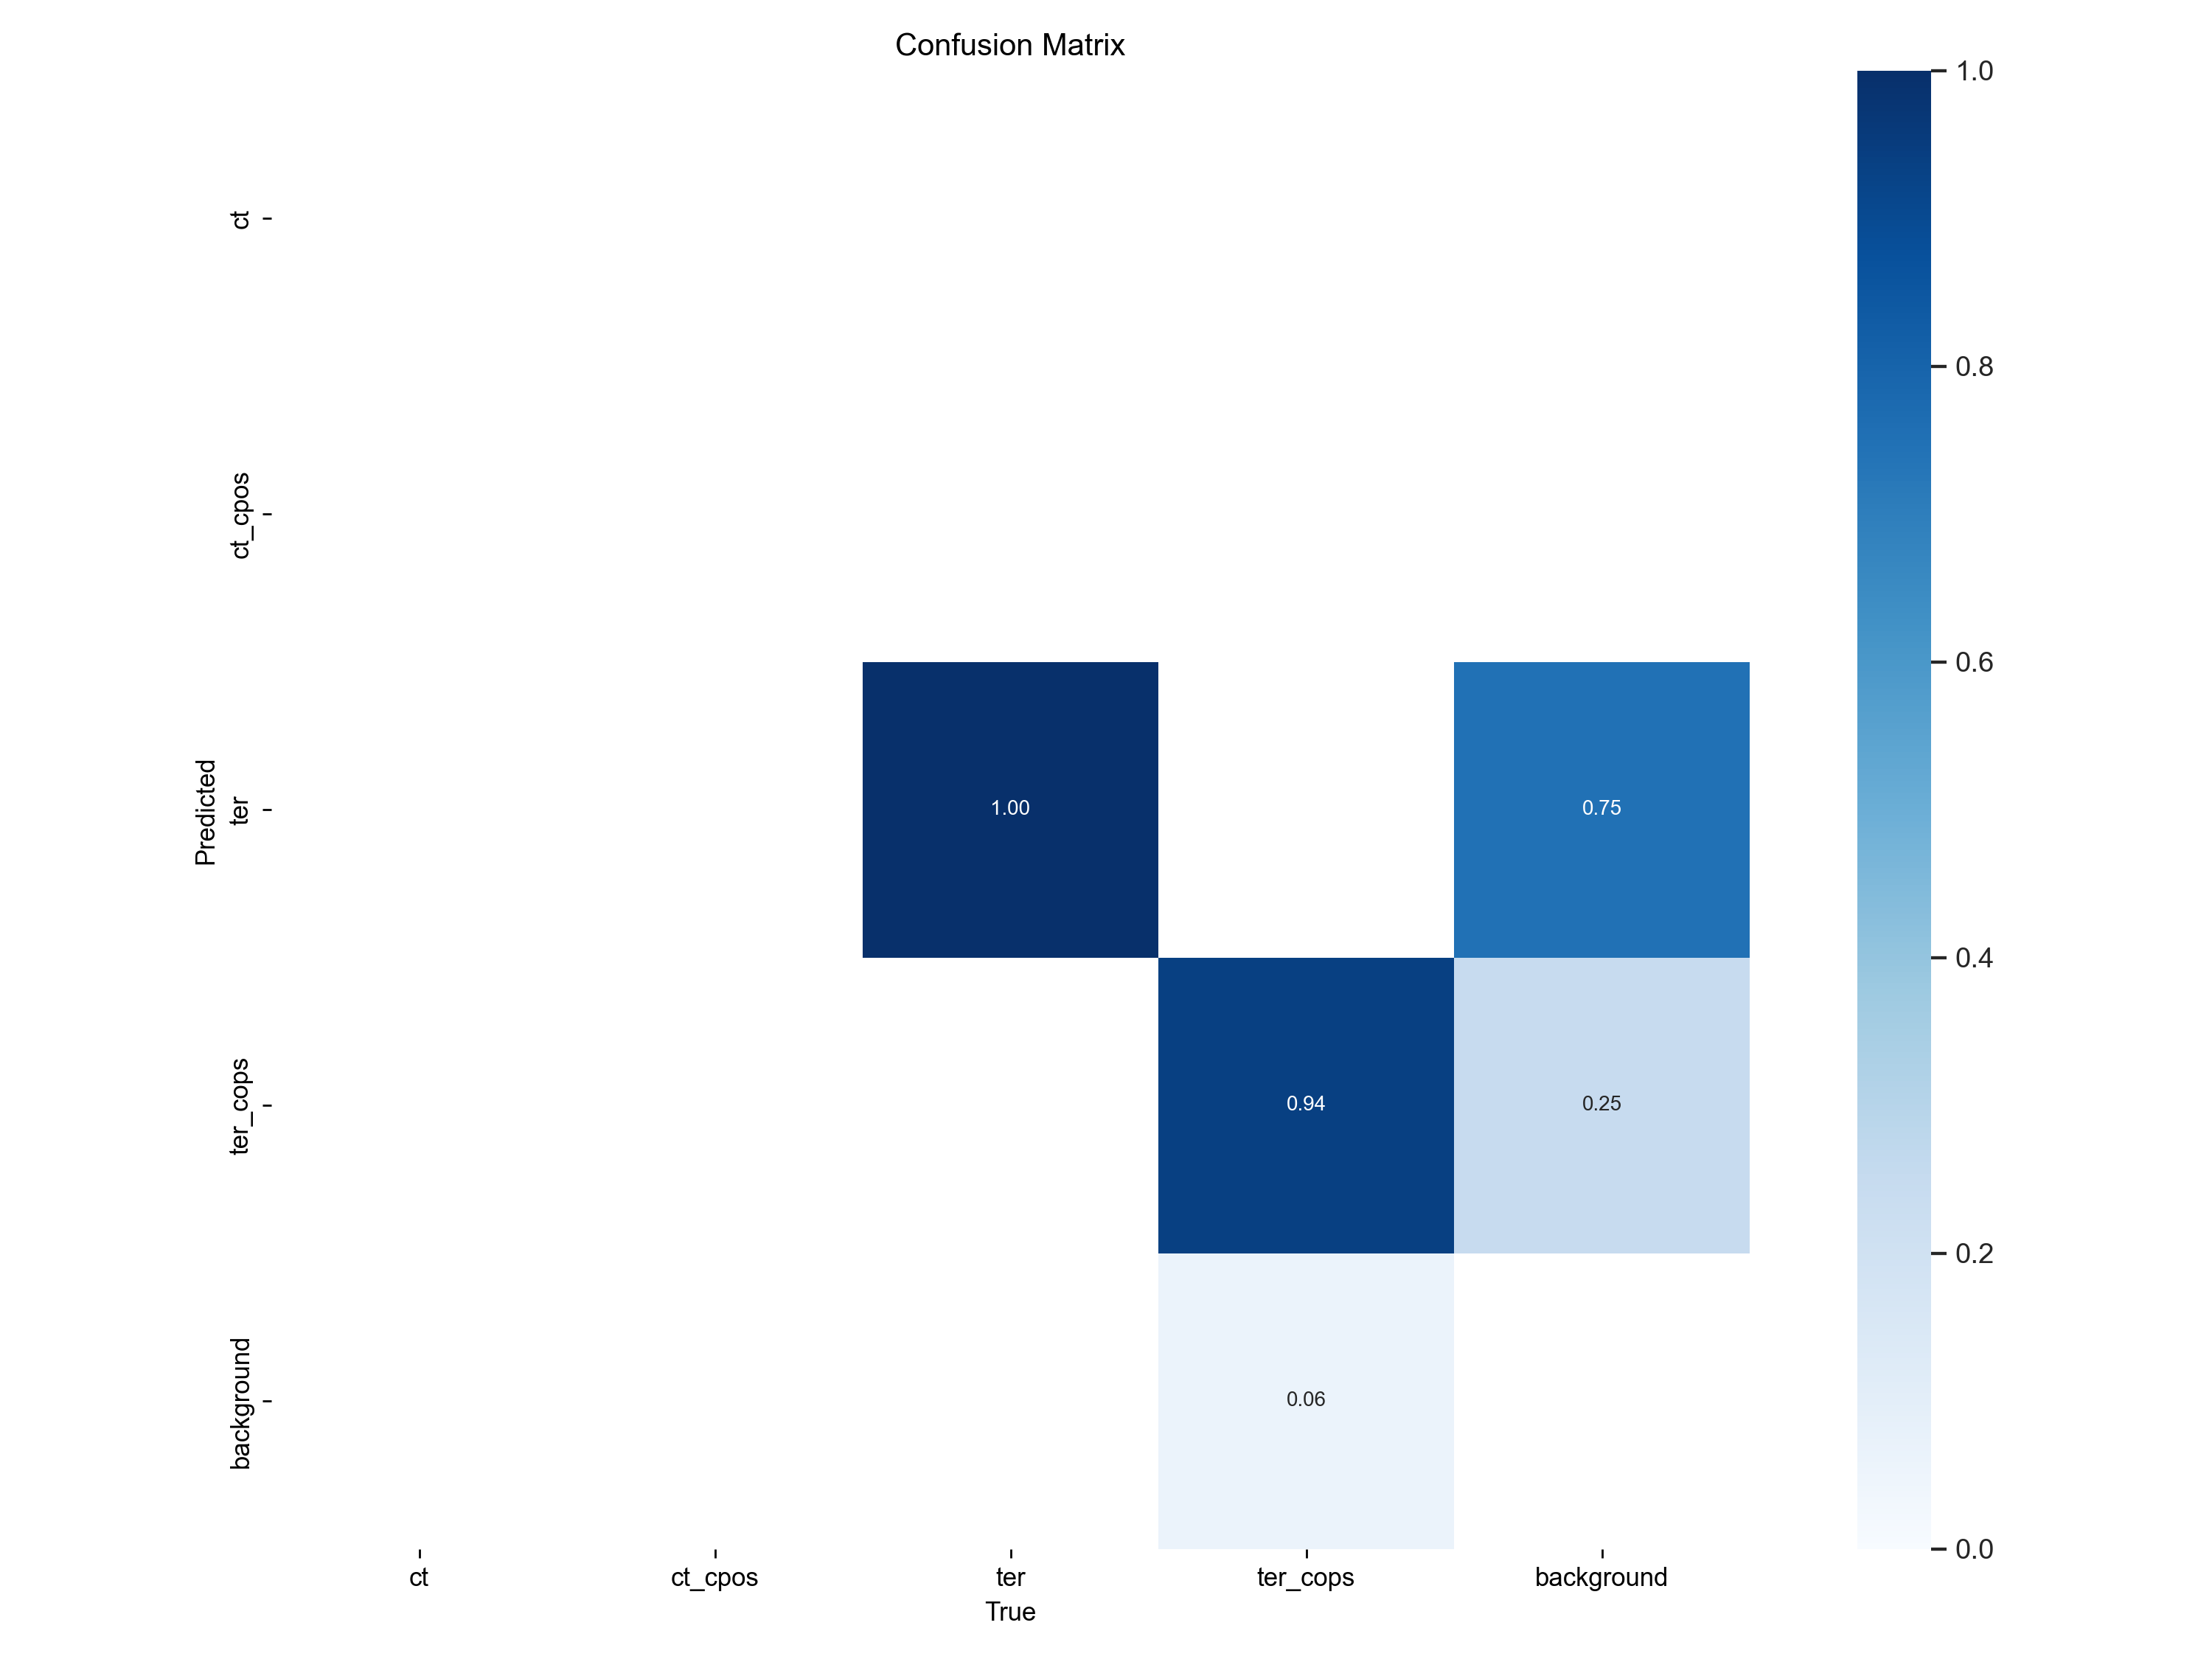 Confusion Matrix
1.0
0.8
0.6
0.4
0.2
0.0
Predicted
ct
ct_cpos
ter
ter_cops
background
1.00
0.75
0.94
0.25
0.06
ct ct_cpos ter ter_cops background
True